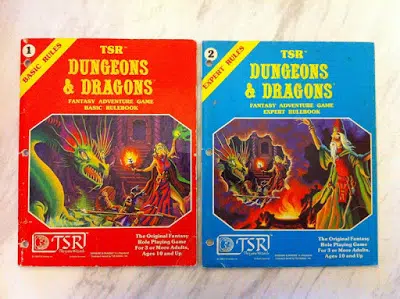 1
BASIC RULES
TSR™
DUNGEONS
& DRAGONS
FANTASY ADVENTURE GAME
BASIC RULEBOOK
TSR
The Original Fantasy
Role Playing Game
For 3 or More Adults,
Ages 10 and Up
2
EXPERT RULES
TSR™
DUNGEONS
& DRAGONS
FANTASY ADVENTURE GAME
EXPERT RULEBOOK
TSR
The Original Fantasy
Role Playing Game
For 3 or More Adults,
Ages 10 and Up